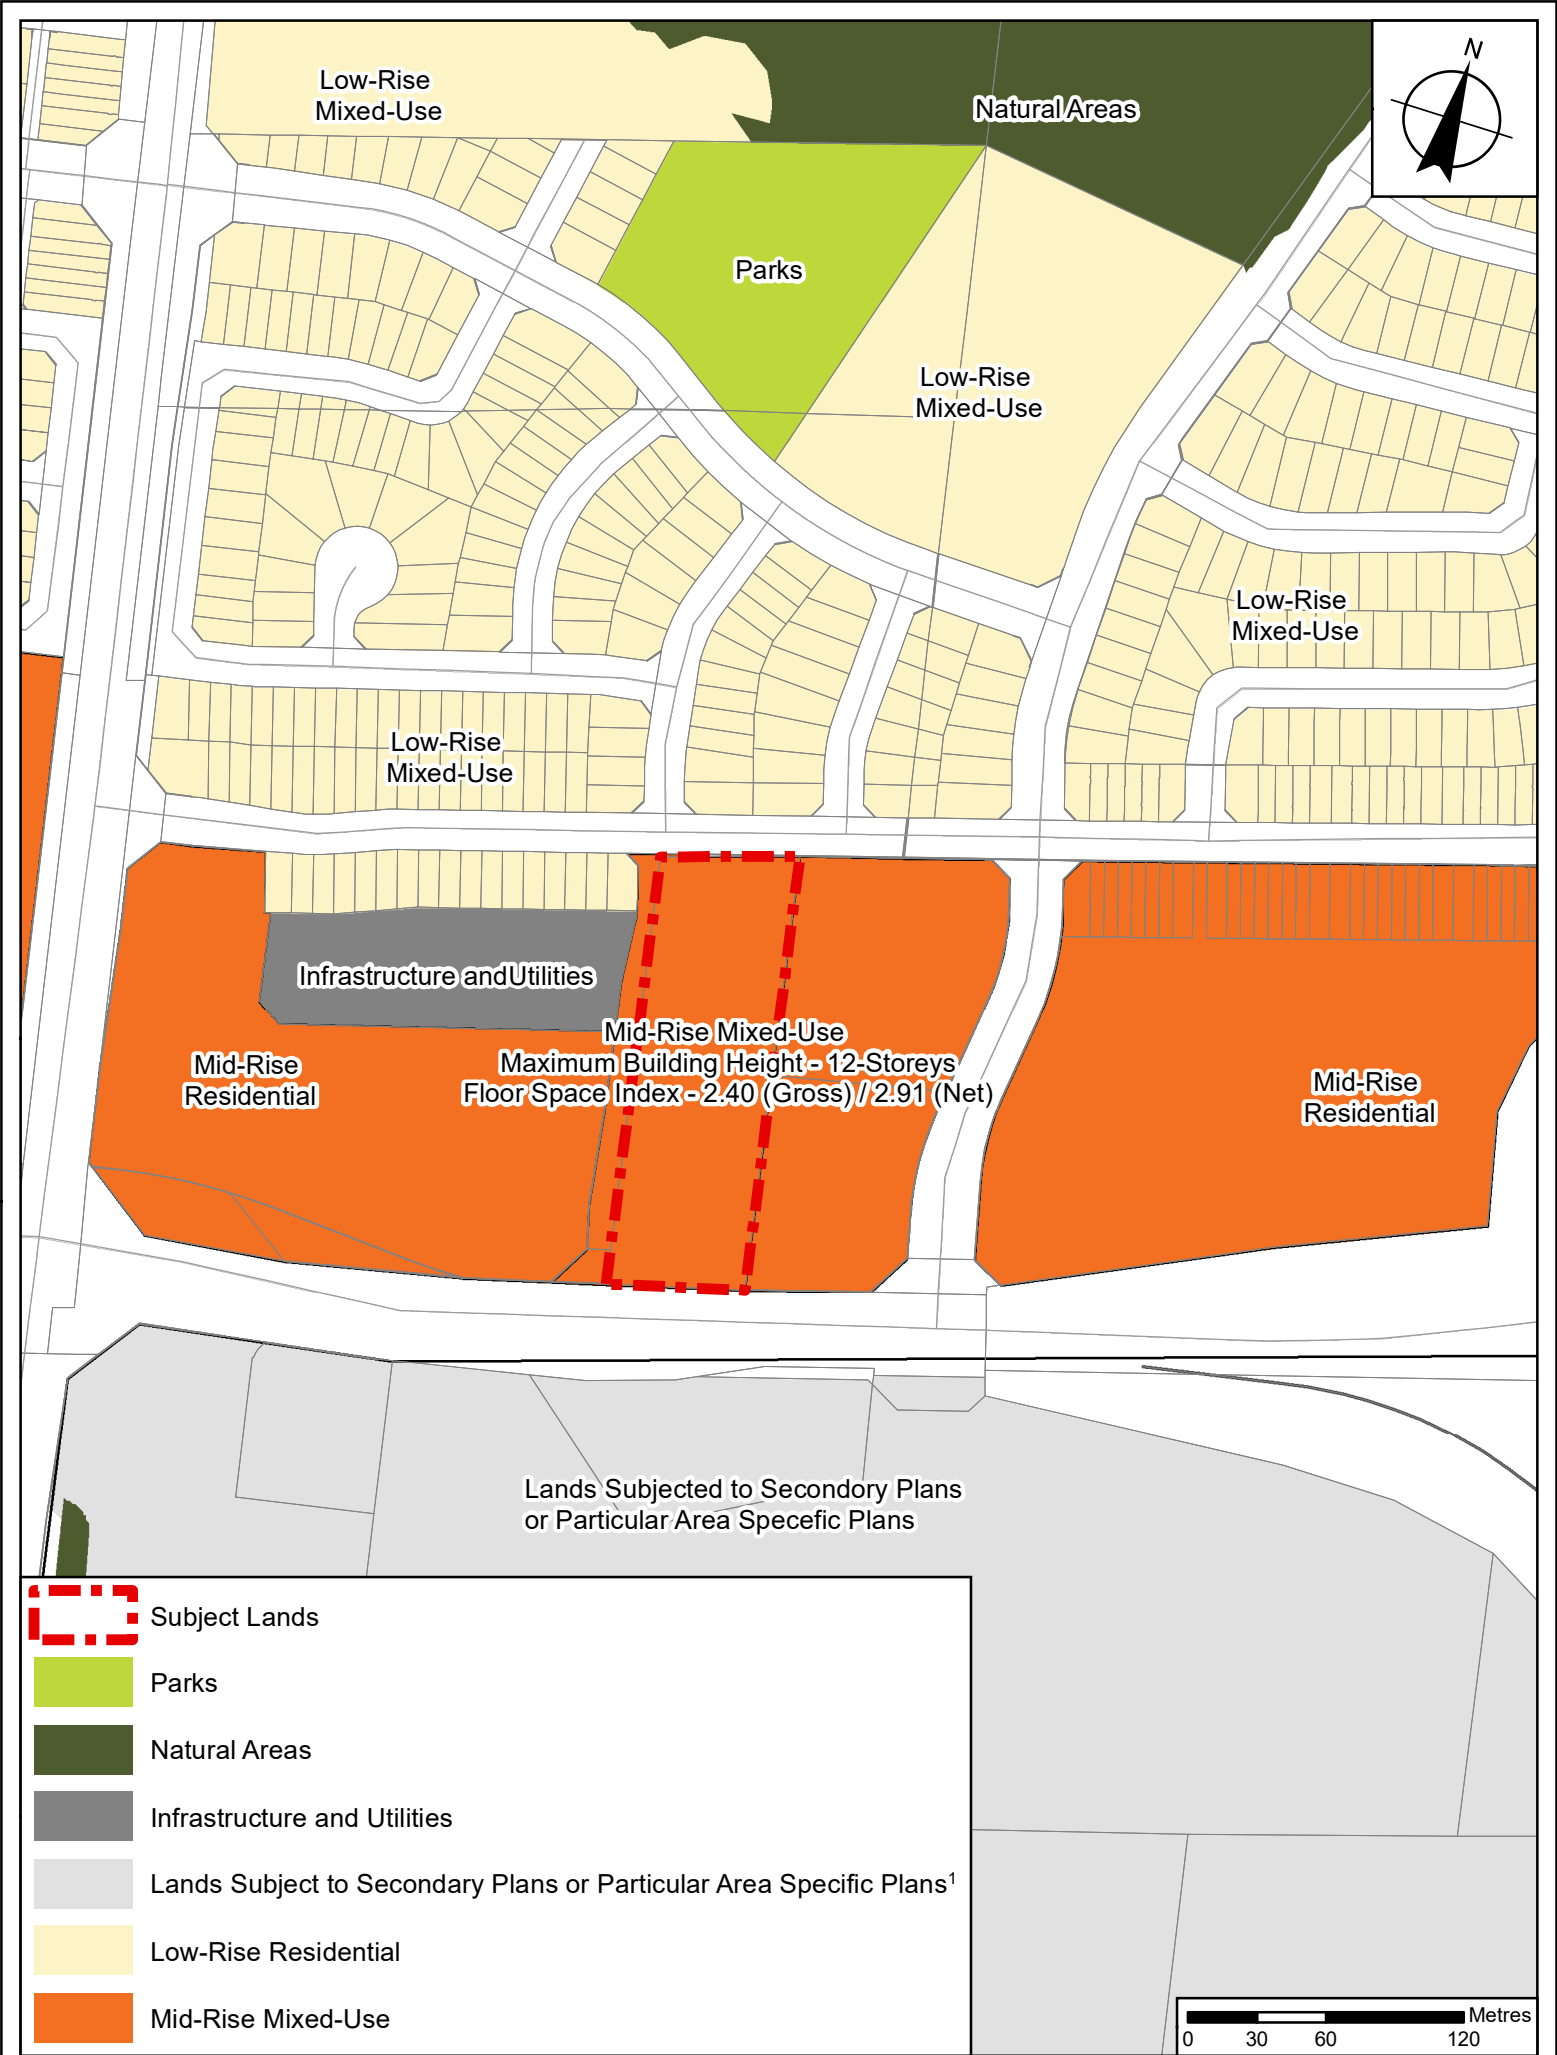 N
Low-Rise
Mixed-Use
Natural Areas
Parks
Low-Rise
Mixed-Use
Low-Rise
Mixed-Use
Low-Rise
Mixed-Use
Infrastructure andUtilities
Mid-Rise Mixed-Use
Maximum Building Height - 12-Storeys
Floor Space Index - 2.40 (Gross) / 2.91 (Net)
Mid-Rise
Residential
Mid-Rise
Residential
Lands Subjected to Secondory Plans
or Particular Area Specefic Plans
Subject Lands
Parks
Natural Areas
Infrastructure and Utilities
Lands Subject to Secondary Plans or Particular Area Specific Plans¹
Low-Rise Residential
Mid-Rise Mixed-Use
Metres
0 30 60 120